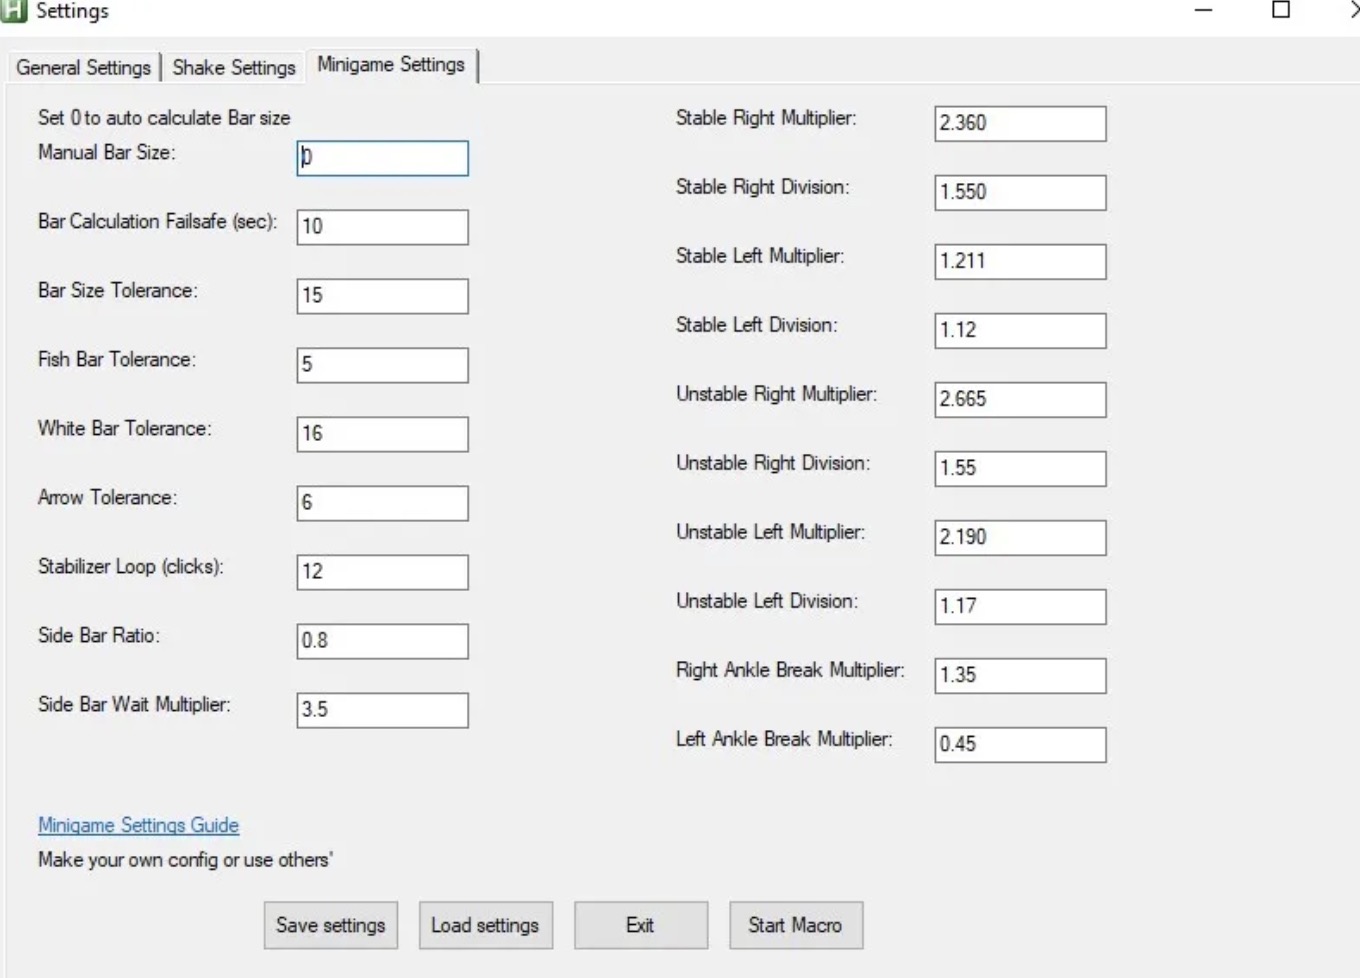 Settings
General Settings
Shake Settings
Minigame Settings
Set 0 to auto calculate Bar size
Manual Bar Size: 0
Bar Calculation Failsafe (sec): 10
Bar Size Tolerance: 15
Fish Bar Tolerance: 5
White Bar Tolerance: 16
Arrow Tolerance: 6
Stabilizer Loop (clicks): 12
Side Bar Ratio: 0.8
Side Bar Wait Multiplier: 3.5
Stable Right Multiplier: 2.360
Stable Right Division: 1.550
Stable Left Multiplier: 1.211
Stable Left Division: 1.12
Unstable Right Multiplier: 2.665
Unstable Right Division: 1.55
Unstable Left Multiplier: 2.190
Unstable Left Division: 1.17
Right Ankle Break Multiplier: 1.35
Left Ankle Break Multiplier: 0.45
Minigame Settings Guide
Make your own config or use others'
Save settings
Load settings
Exit
Start Macro